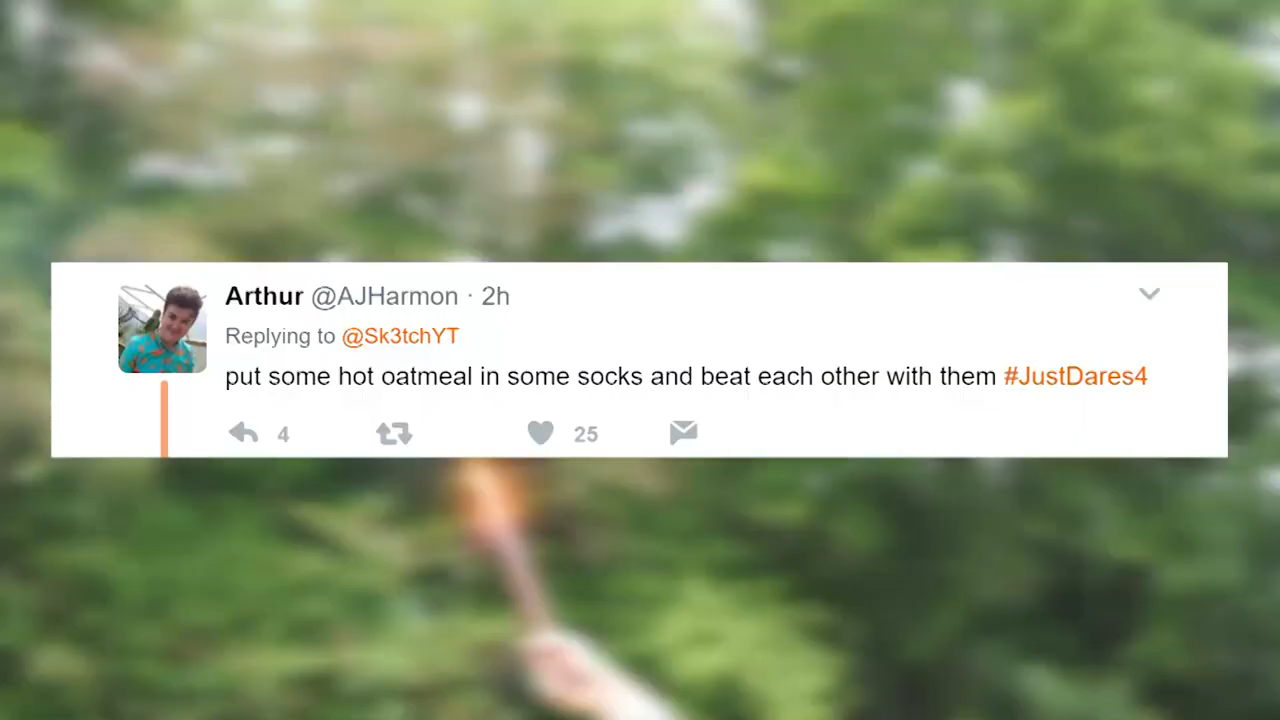 Arthur @AJHarmon · 2h
Replying to @Sk3tchYT
put some hot oatmeal in some socks and beat each other with them #JustDares4
4 25